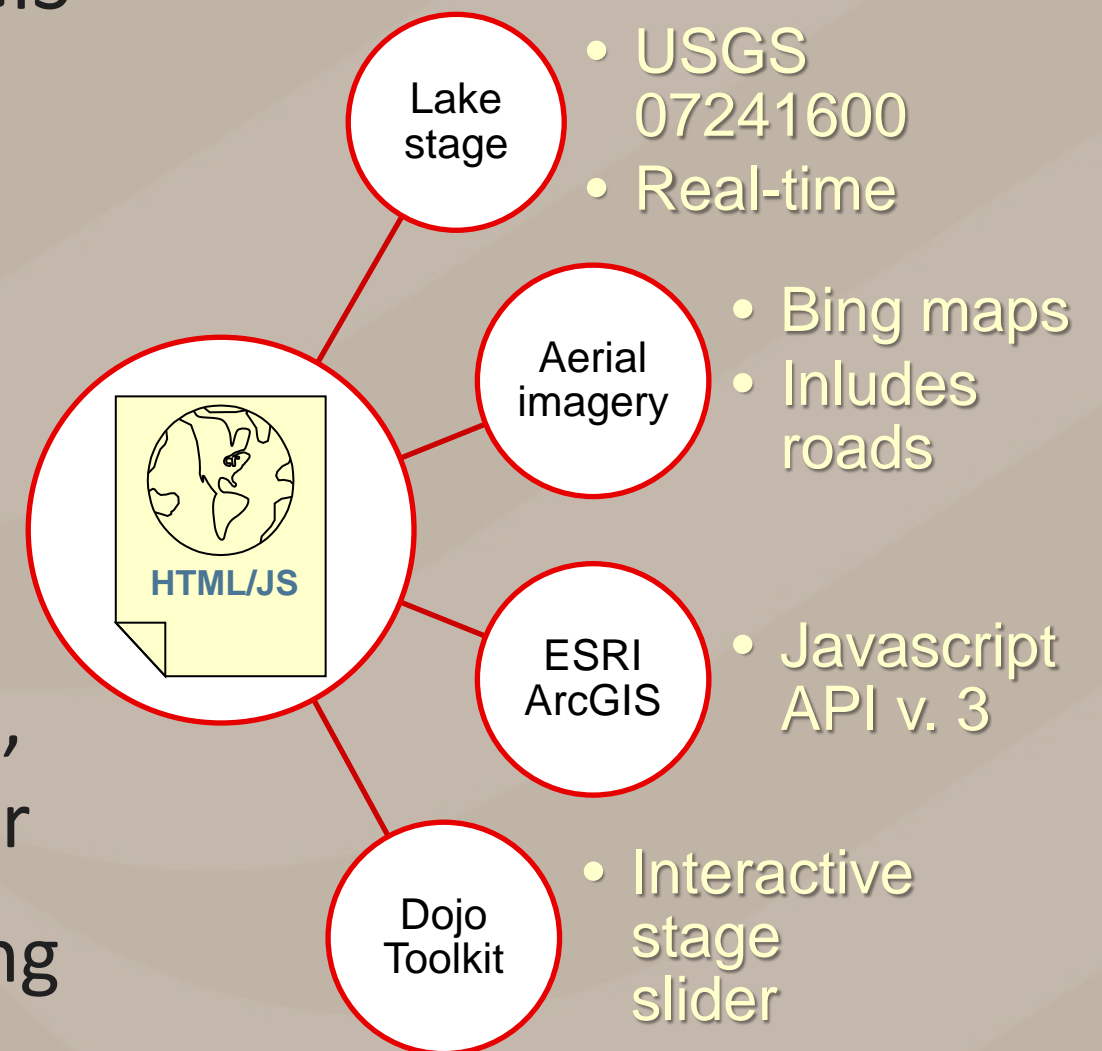 Lake
stage
• USGS
07241600
• Real-time
Aerial
imagery
• Bing maps
• Inludes
roads
HTML/JS
ESRI
ArcGIS
• Javascript
API v. 3
,
r
ng
Dojo
Toolkit
• Interactive
stage
slider